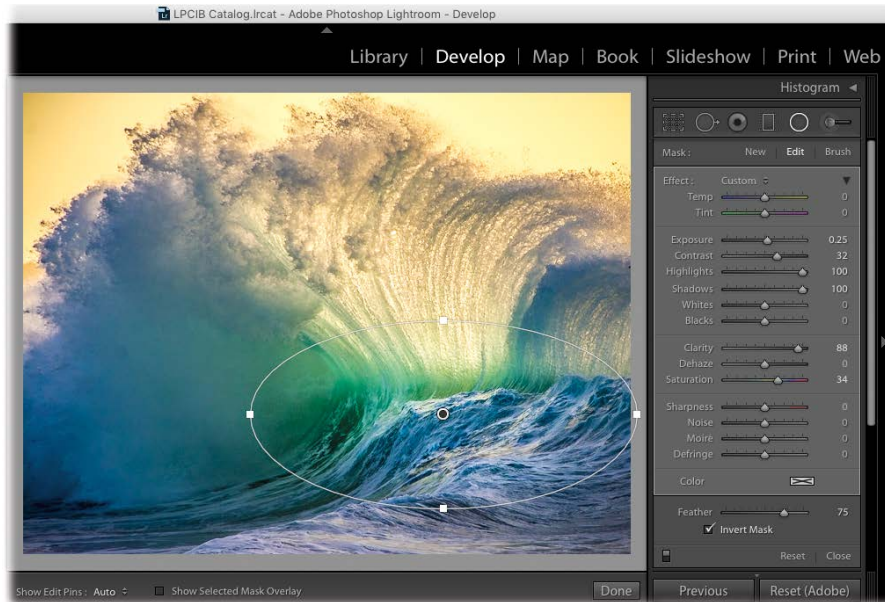 LPCIB Catalog.lrcat - Adobe Photoshop Lightroom - Develop
Library | Develop | Map | Book | Slideshow | Print | Web
Histogram
Mask : New | Edit | Brush
Effect : Custom
Temp 0
Tint 0
Exposure 0.25
Contrast 32
Highlights 100
Shadows 100
Whites 0
Blacks 0
Clarity 88
Dehaze 0
Saturation 34
Sharpness 0
Noise 0
Moire 0
Defringe 0
Color
Feather 75
Invert Mask
Reset | Close
Show Edit Pins : Auto Show Selected Mask Overlay Done Previous Reset (Adobe)